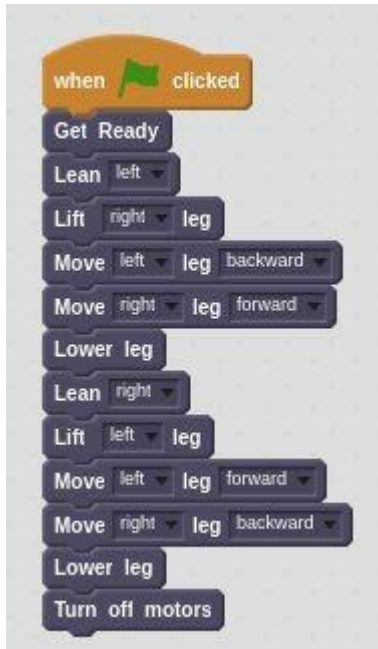 when clicked
Get Ready
Lean left
Lift right leg
Move left leg backward
Move right leg forward
Lower leg
Lean right
Lift left leg
Move left leg forward
Move right leg backward
Lower leg
Turn off motors